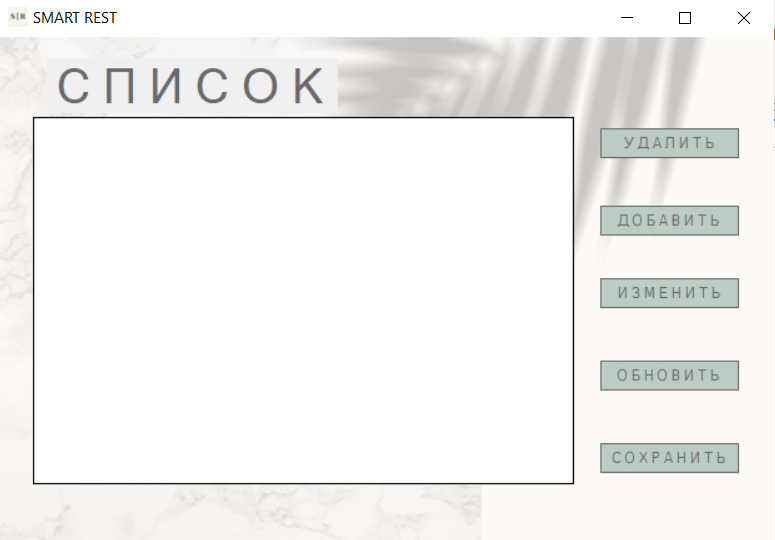 S|R SMART REST
СПИСОК
УДАЛИТЬ
ДОБАВИТЬ
ИЗМЕНИТЬ
ОБНОВИТЬ
СОХРАНИТЬ